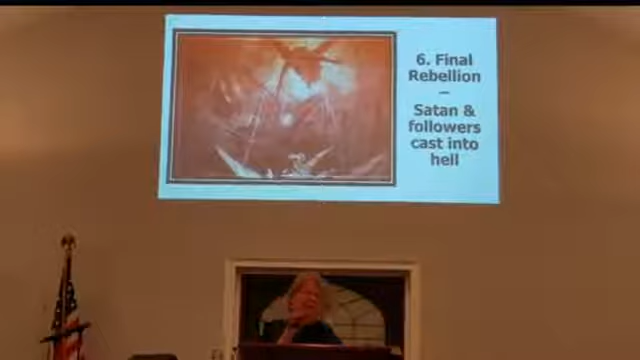 6. Final
Rebellion
–
Satan &
followers
cast into
hell